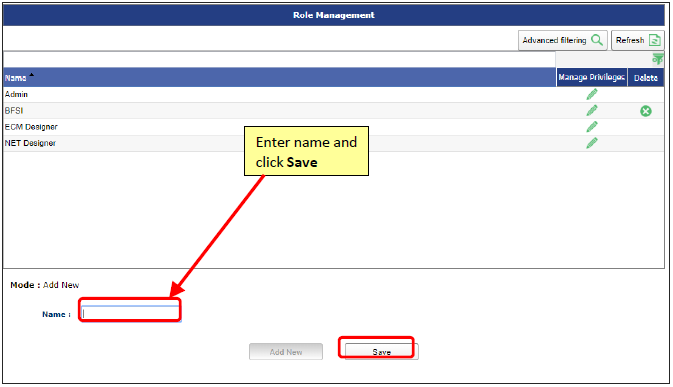 Role Management
Advanced filtering
Refresh
Name
Manage Privileges
Delete
Admin
BFSI
ECM Designer
NET Designer
Enter name and
click Save
Mode : Add New
Name :
Add New
Save